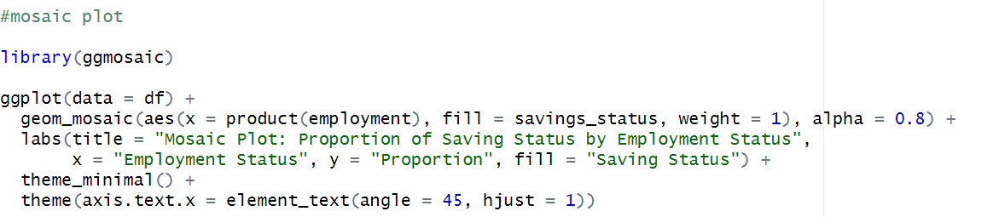 #mosaic plot
library(ggmosaic)
ggplot(data = df) +
  geom_mosaic(aes(x = product(employment), fill = savings_status, weight = 1), alpha = 0.8) +
  labs(title = "Mosaic Plot: Proportion of Saving Status by Employment Status",
       x = "Employment Status", y = "Proportion", fill = "Saving Status") +
  theme_minimal() +
  theme(axis.text.x = element_text(angle = 45, hjust = 1))